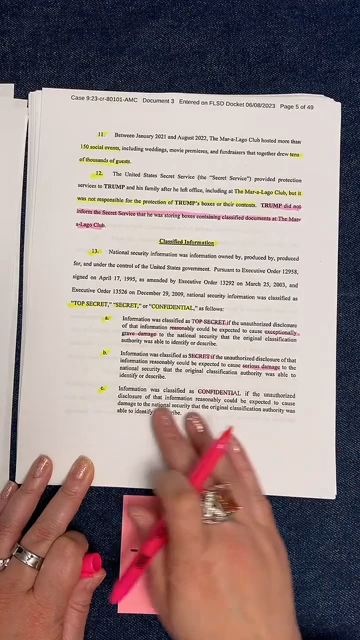 Case 9:23-cr-80101-AMC Document 3 Entered on FLSD Docket 06/08/2023 Page 5 of 49
11. Between January 2021 and August 2022, The Mar-a-Lago Club hosted more than
150 social events, including weddings, movie premieres, and fundraisers that together drew tens
of thousands of guests.
12. The United States Secret Service (the "Secret Service") provided protection
services to TRUMP and his family after he left office, including at The Mar-a-Lago Club, but it
was not responsible for the protection of TRUMP's boxes or their contents. TRUMP did not
inform the Secret Service that he was storing boxes containing classified documents at The Mar-
a-Lago Club.
Classified Information
13. National security information was information owned by, produced by, produced
for, and under the control of the United States government. Pursuant to Executive Order 12958,
signed on April 17, 1995, as amended by Executive Order 13292 on March 25, 2003, and
Executive Order 13526 on December 29, 2009, national security information was classified as
"TOP SECRET," "SECRET," or "CONFIDENTIAL," as follows:
a. Information was classified as TOP SECRET if the unauthorized disclosure
of that information reasonably could be expected to cause exceptionally
grave damage to the national security that the original classification
authority was able to identify or describe.
b. Information was classified as SECRET if the unauthorized disclosure of that
information reasonably could be expected to cause serious damage to the
national security that the original classification authority was able to
identify or describe.
c. Information was classified as CONFIDENTIAL if the unauthorized
disclosure of that information reasonably could be expected to cause
damage to the national security that the original classification authority was
able to identify